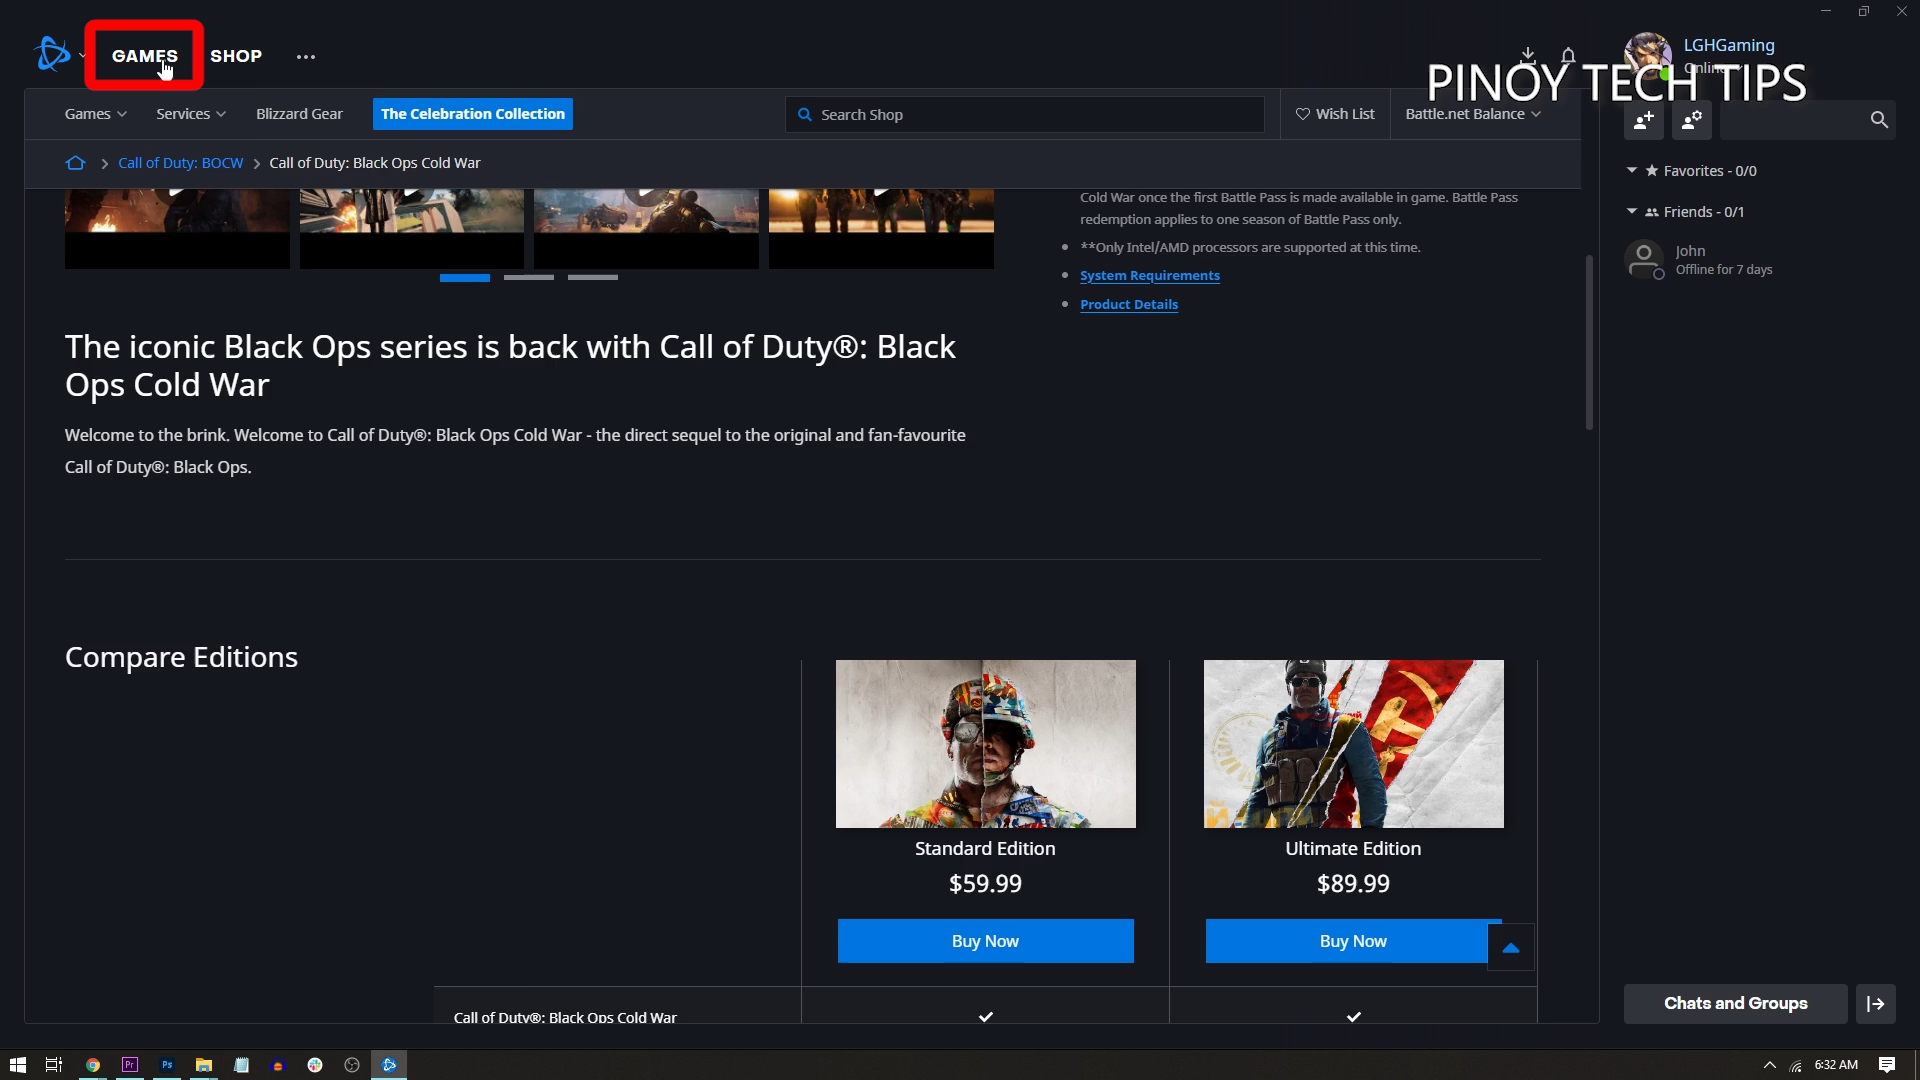 GAMES
SHOP
LGHGaming
PINOY TECH TIPS
Games
Services
Blizzard Gear
The Celebration Collection
Search Shop
Wish List
Battle.net Balance
Call of Duty: BOCW
Call of Duty: Black Ops Cold War
Favorites - 0/0
Friends - 0/1
John
Offline for 7 days
Cold War once the first Battle Pass is made available in game. Battle Pass
redemption applies to one season of Battle Pass only.
**Only Intel/AMD processors are supported at this time.
System Requirements
Product Details
The iconic Black Ops series is back with Call of Duty®: Black
Ops Cold War
Welcome to the brink. Welcome to Call of Duty®: Black Ops Cold War - the direct sequel to the original and fan-favourite
Call of Duty®: Black Ops.
Compare Editions
Standard Edition
$59.99
Buy Now
Ultimate Edition
$89.99
Buy Now
Call of Duty®: Black Ops Cold War
Chats and Groups
Pr
Ps
6:32 AM